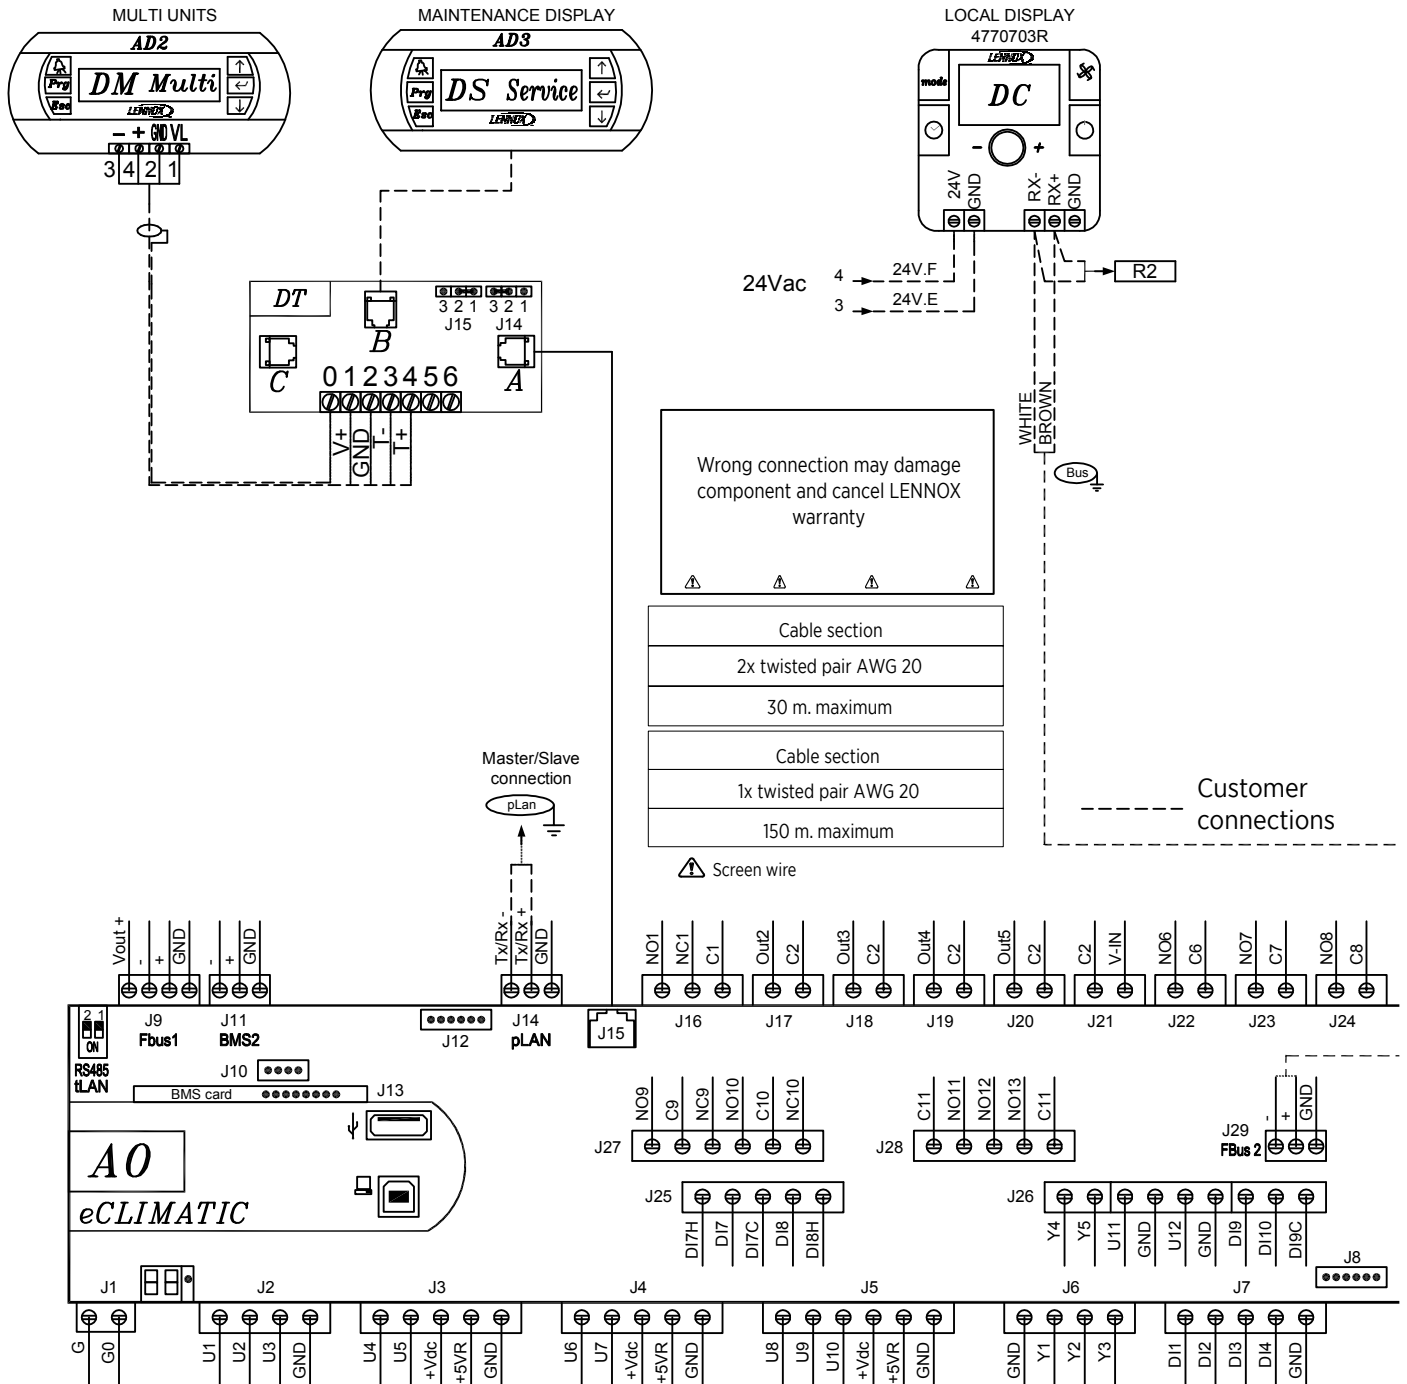 MULTI UNITS
AD2
Prg
Esc
DM Multi
LENNOX
- + GND VL
3 4 2 1
MAINTENANCE DISPLAY
AD3
Prg
Esc
DS Service
LENNOX
LOCAL DISPLAY
4770703R
LENNOX
mode
DC
- +
24V
GND
RX-
RX+
GND
24Vac
4
24V.F
3
24V.E
R2
WHITE
BROWN
Bus
DT
B
C
A
3 2 1
J15
3 2 1
J14
0 1 2 3 4 5 6
V+
GND
T-
T+
Wrong connection may damage
component and cancel LENNOX
warranty
Cable section
2x twisted pair AWG 20
30 m. maximum
Cable section
1x twisted pair AWG 20
150 m. maximum
Screen wire
Customer
connections
Master/Slave
connection
pLan
Vout +
-
+
GND
-
+
GND
Tx/Rx -
Tx/Rx +
GND
NO1
NC1
C1
Out2
C2
Out3
C2
Out4
C2
Out5
C2
C2
V-IN
NO6
C6
NO7
C7
NO8
C8
2 1
ON
RS485
tLAN
J9
Fbus1
J11
BMS2
J12
J14
pLAN
J15
J16
J17
J18
J19
J20
J21
J22
J23
J24
J10
BMS card
J13
AO
eCLIMATIC
NO9
C9
NC9
NO10
C10
NC10
J27
C11
NO11
NO12
NO13
C11
J28
-
+
GND
J29
FBus 2
J25
DI7H
DI7
DI7C
DI8
DI8H
J26
Y4
Y5
U11
GND
U12
GND
DI9
DI10
DI9C
J8
J1
J2
J3
J4
J5
J6
J7
G
G0
U1
U2
U3
GND
U4
U5
+Vdc
+5VR
GND
U6
U7
+Vdc
+5VR
GND
U8
U9
U10
+Vdc
+5VR
GND
GND
Y1
Y2
Y3
DI1
DI2
DI3
DI4
GND